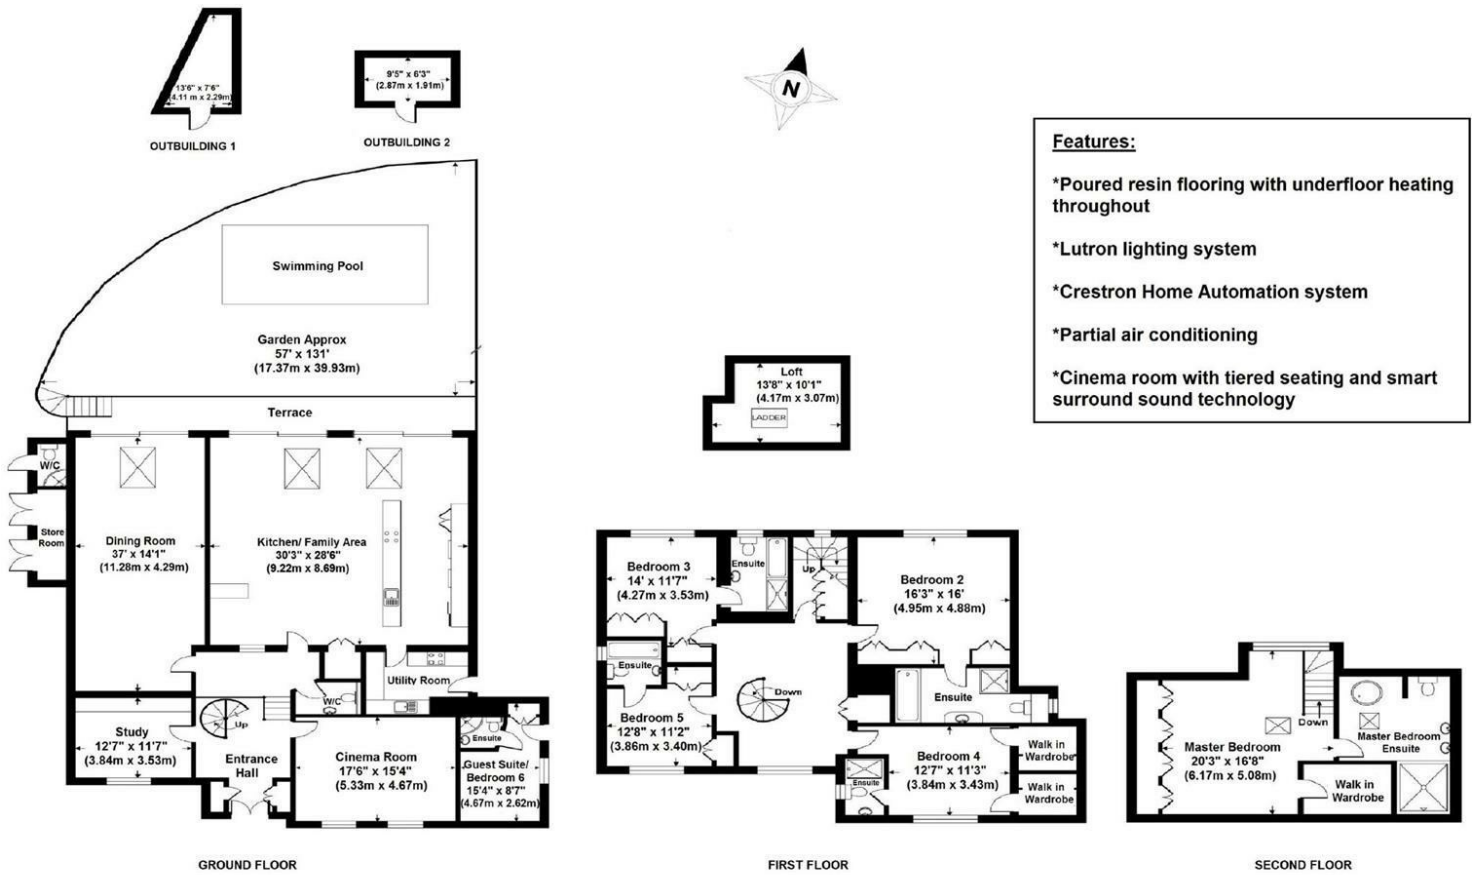 13'6" x 7'6"
(4.11 m x 2.29m)
OUTBUILDING 1
9'5" x 6'3"
(2.87m x 1.91m)
OUTBUILDING 2
N
Features:
*Poured resin flooring with underfloor heating
throughout
*Lutron lighting system
*Crestron Home Automation system
*Partial air conditioning
*Cinema room with tiered seating and smart
surround sound technology
Swimming Pool
Garden Approx
57' x 131'
(17.37m x 39.93m)
Terrace
W/C
Store
Room
Dining Room
37' x 14'1"
(11.28m x 4.29m)
Kitchen/ Family Area
30'3" x 28'6"
(9.22m x 8.69m)
Utility Room
W/C
Up
Study
12'7" x 11'7"
(3.84m x 3.53m)
Entrance
Hall
Cinema Room
17'6" x 15'4"
(5.33m x 4.67m)
Ensuite
Guest Suite/
Bedroom 6
15'4" x 8'7"
(4.67m x 2.62m)
GROUND FLOOR
Loft
13'8" x 10'1"
(4.17m x 3.07m)
LADDER
Bedroom 3
14' x 11'7"
(4.27m x 3.53m)
Ensuite
Up
Bedroom 2
16'3" x 16'
(4.95m x 4.88m)
Ensuite
Down
Ensuite
Bedroom 5
12'8" x 11'2"
(3.86m x 3.40m)
Bedroom 4
12'7" x 11'3"
(3.84m x 3.43m)
Ensuite
Walk in
Wardrobe
Walk in
Wardrobe
FIRST FLOOR
Down
Master Bedroom
20'3" x 16'8"
(6.17m x 5.08m)
Master Bedroom
Ensuite
Walk in
Wardrobe
SECOND FLOOR